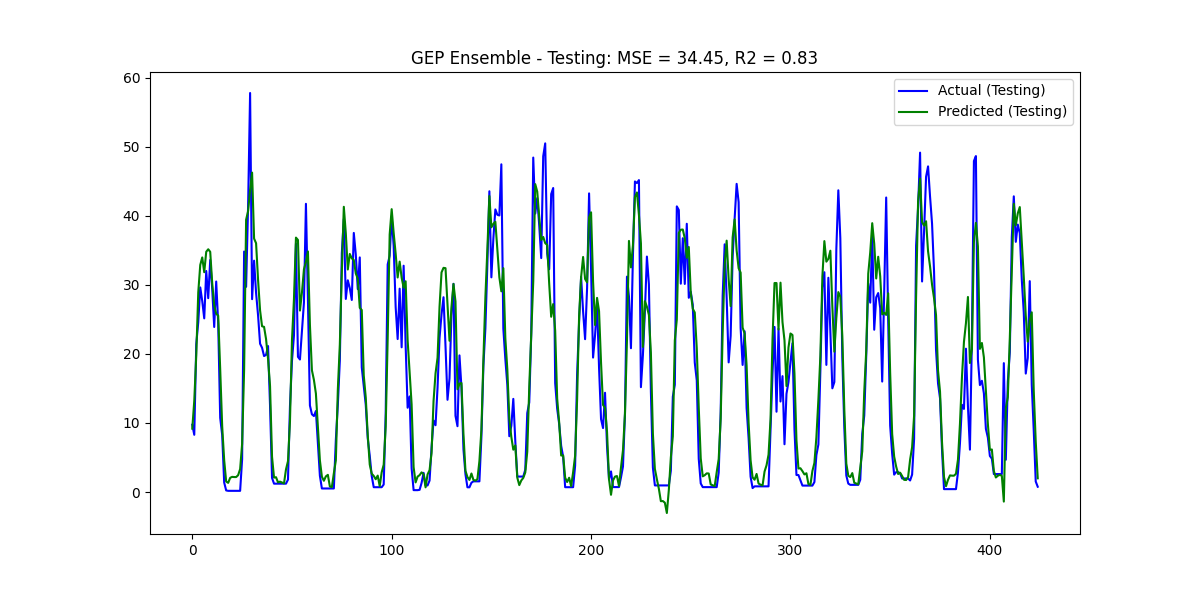 GEP Ensemble - Testing: MSE = 34.45, R2 = 0.83
Actual (Testing)
Predicted (Testing)
60
50
40
30
20
10
0
0 100 200 300 400